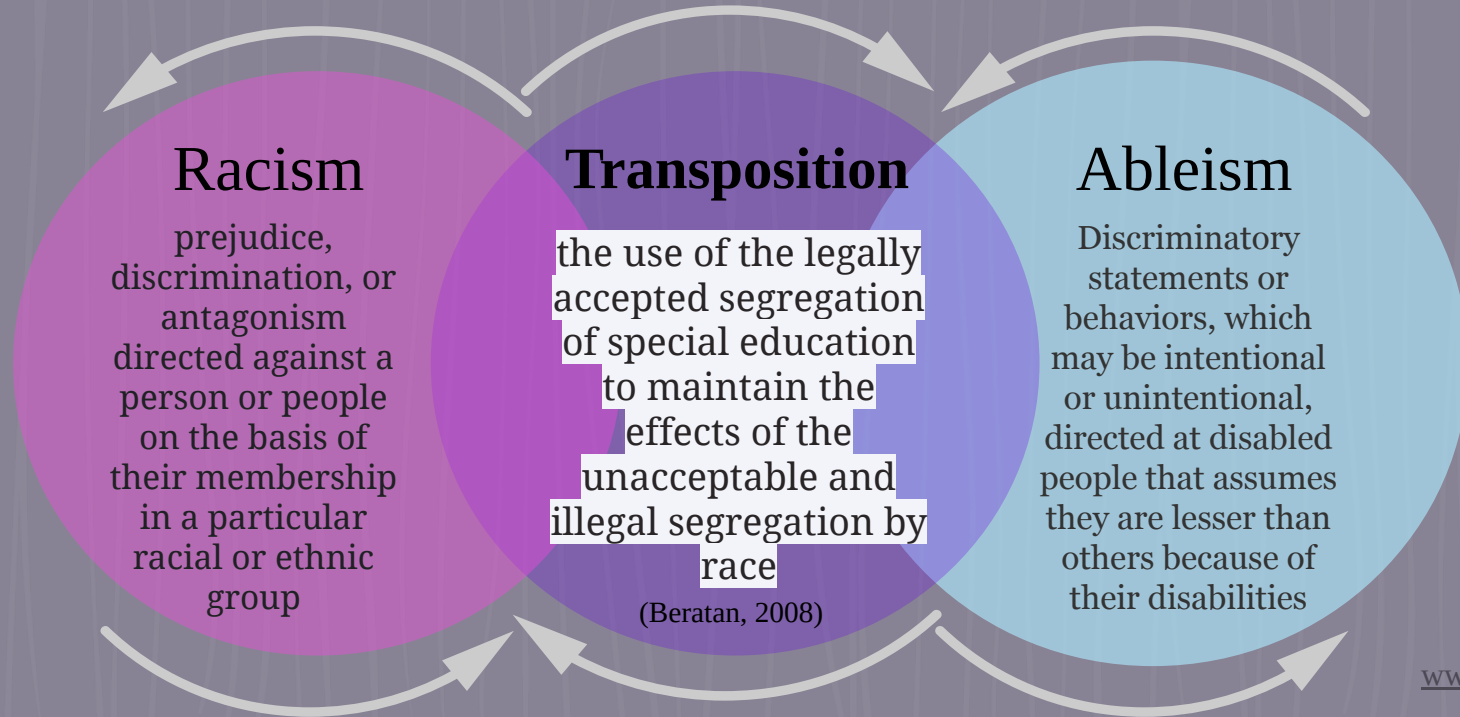 Racism
prejudice,
discrimination, or
antagonism
directed against a
person or people
on the basis of
their membership
in a particular
racial or ethnic
group
Transposition
the use of the legally
accepted segregation
of special education
to maintain the
effects of the
unacceptable and
illegal segregation by
race
(Beratan, 2008)
Ableism
Discriminatory
statements or
behaviors, which
may be intentional
or unintentional,
directed at disabled
people that assumes
they are lesser than
others because of
their disabilities